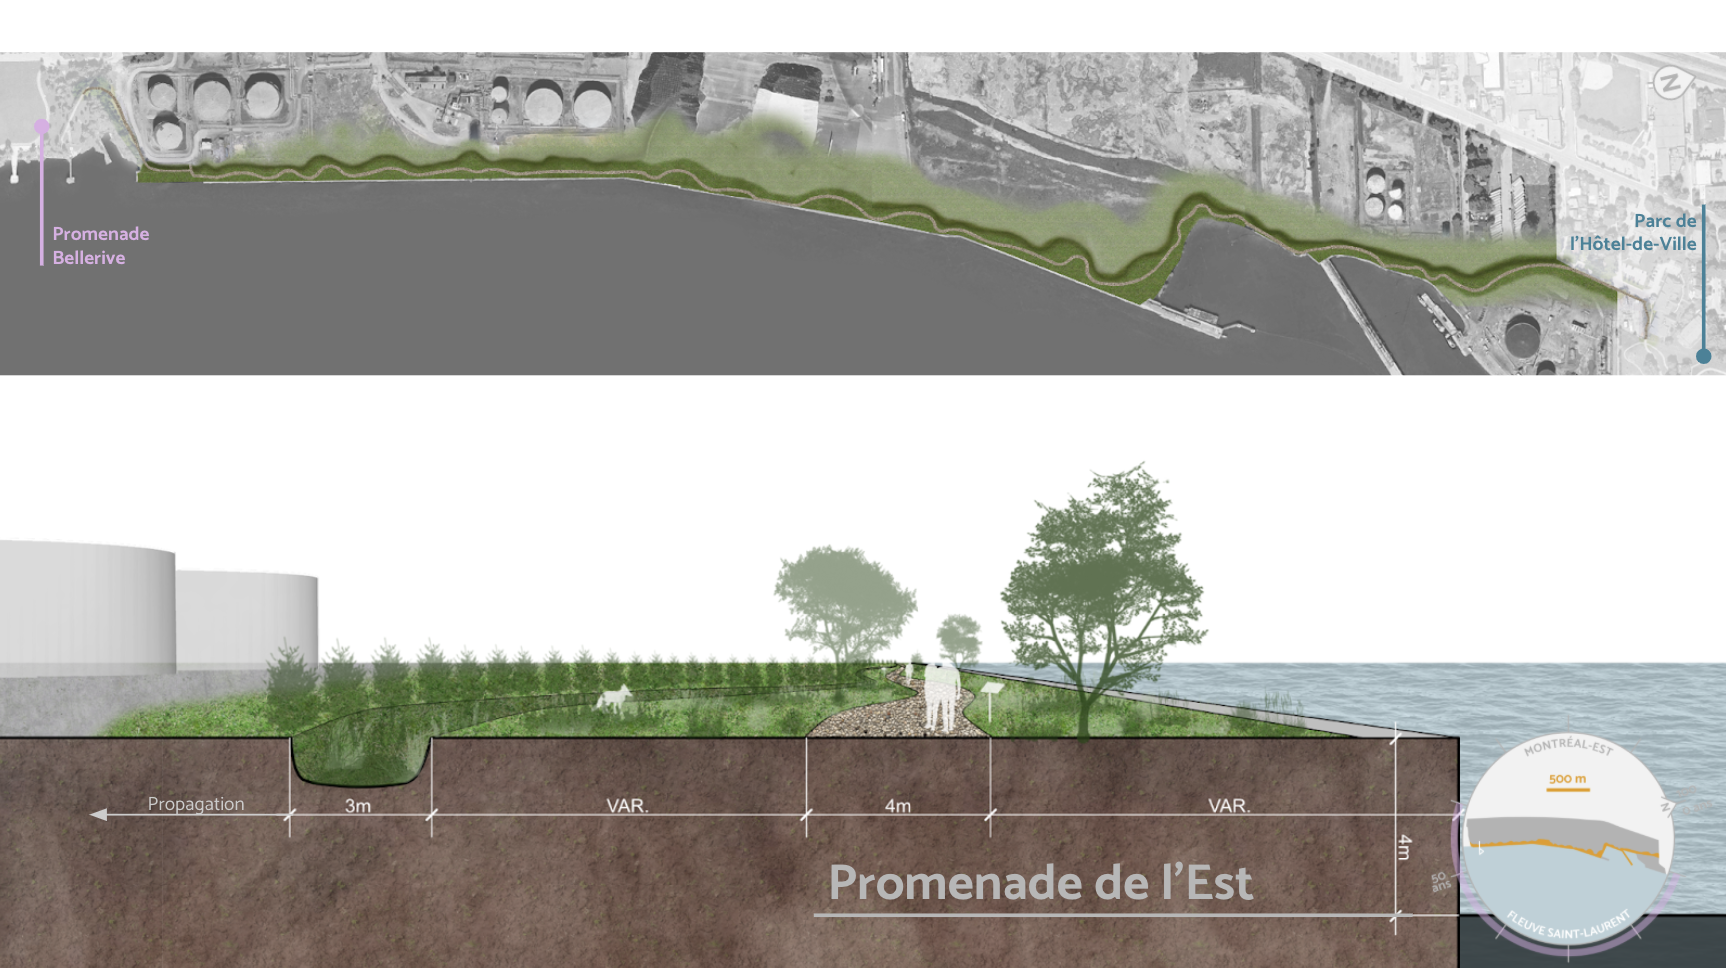 N
Promenade
Bellerive
Parc de
l'Hôtel-de-Ville
Propagation
3m
VAR.
4m
VAR.
4m
Promenade de l'Est
MONTRÉAL-EST
500 m
N
50
ans
FLEUVE SAINT-LAURENT